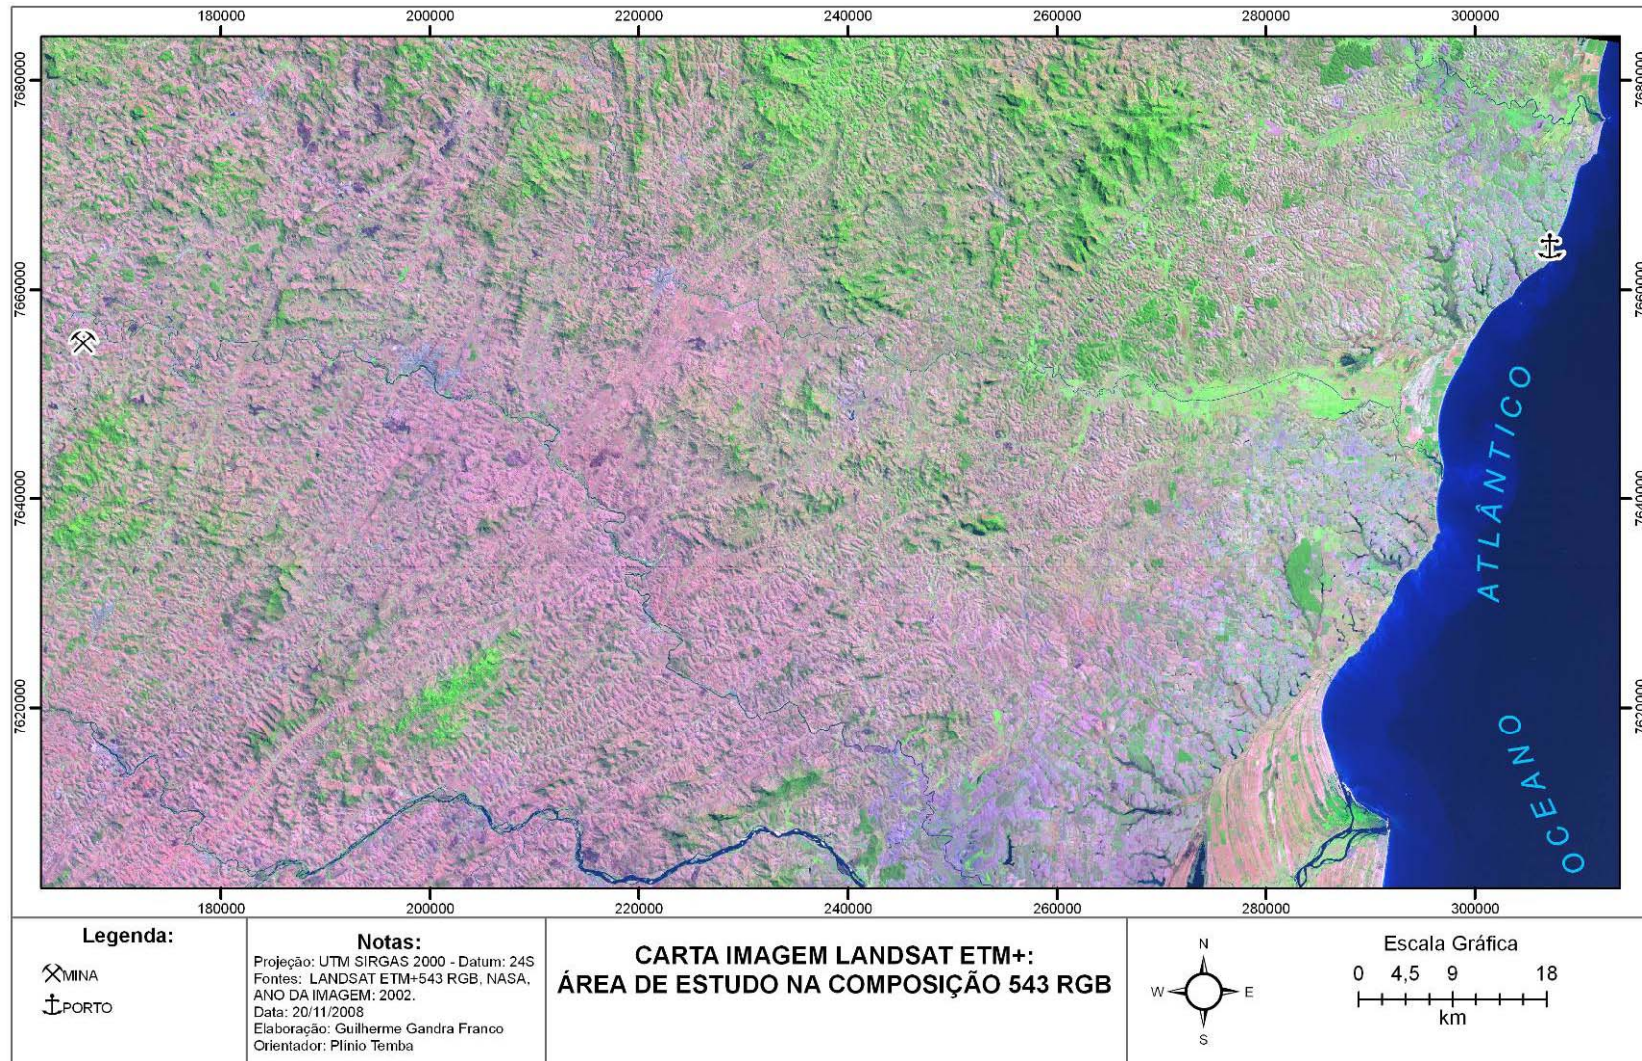 180000 200000 220000 240000 260000 280000 300000
7680000 7680000
7660000 7660000
7640000 7640000
7620000 7620000
OCEANO ATLÂNTICO
180000 200000 220000 240000 260000 280000 300000
Legenda:
MINA
PORTO
Notas:
Projeção: UTM SIRGAS 2000 - Datum: 24S
Fontes: LANDSAT ETM+543 RGB, NASA,
ANO DA IMAGEM: 2002.
Data: 20/11/2008
Elaboração: Guilherme Gandra Franco
Orientador: Plínio Temba
CARTA IMAGEM LANDSAT ETM+:
ÁREA DE ESTUDO NA COMPOSIÇÃO 543 RGB
N
W E
S
Escala Gráfica
0 4,5 9 18
km